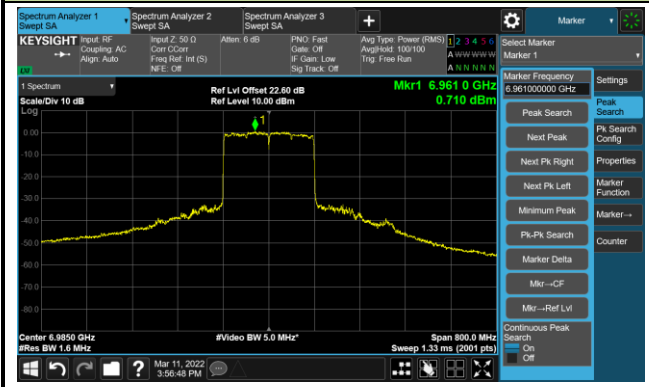 Spectrum Analyzer 1
Swept SA
Spectrum Analyzer 2
Swept SA
Spectrum Analyzer 3
Swept SA
+
Marker
KEYSIGHT
Input: RF
Coupling: AC
Align: Auto
Input Z: 50 Ω
Corr CCorr
Freq Ref: Int (S)
NFE: Off
Atten: 6 dB
PNO: Fast
Gate: Off
IF Gain: Low
Sig Track: Off
Avg Type: Power (RMS)
Avg|Hold: 100/100
Trig: Free Run
1 2 3 4 5 6
A W W W W W
A N N N N N
LV
Select Marker
Marker 1
1 Spectrum
Scale/Div 10 dB
Log
Ref Lvl Offset 22.60 dB
Ref Level 10.00 dBm
Mkr1 6.961 0 GHz
0.710 dBm
1
0.00
-10.0
-20.0
-30.0
-40.0
-50.0
-60.0
-70.0
-80.0
Center 6.9850 GHz
#Res BW 1.6 MHz
#Video BW 5.0 MHz*
Span 800.0 MHz
Sweep 1.33 ms (2001 pts)
Marker Frequency
6.961000000 GHz
Peak Search
Next Peak
Next Pk Right
Next Pk Left
Minimum Peak
Pk-Pk Search
Marker Delta
Mkr→CF
Mkr→Ref Lvl
Continuous Peak
Search
On
Off
Settings
Peak
Search
Pk Search
Config
Properties
Marker
Function
Marker→
Counter
?
Mar 11, 2022
3:56:48 PM